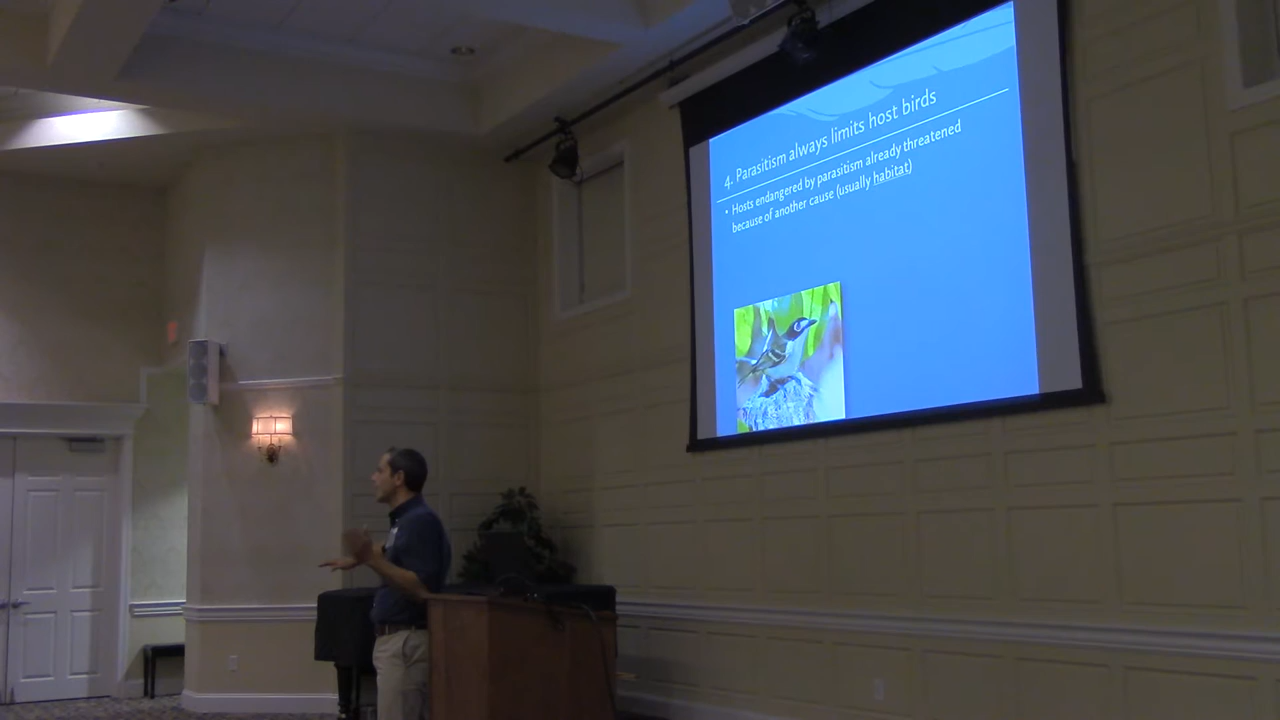 4. Parasitism always limits host birds
• Hosts endangered by parasitism already threatened
because of another cause (usually habitat)